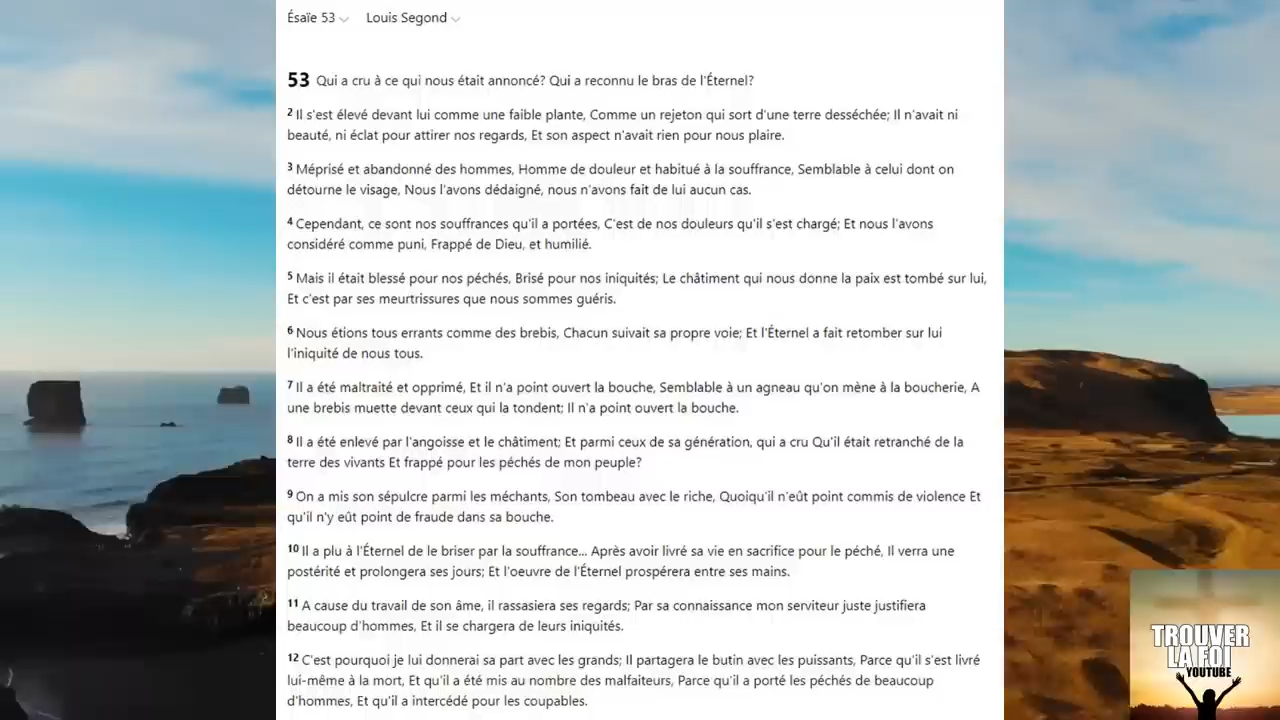 Ésaïe 53 Louis Segond
53 Qui a cru à ce qui nous était annoncé? Qui a reconnu le bras de l'Éternel?
2 Il s'est élevé devant lui comme une faible plante, Comme un rejeton qui sort d'une terre desséchée; Il n'avait ni
beauté, ni éclat pour attirer nos regards, Et son aspect n'avait rien pour nous plaire.
3 Méprisé et abandonné des hommes, Homme de douleur et habitué à la souffrance, Semblable à celui dont on
détourne le visage, Nous l'avons dédaigné, nous n'avons fait de lui aucun cas.
4 Cependant, ce sont nos souffrances qu'il a portées, C'est de nos douleurs qu'il s'est chargé; Et nous l'avons
considéré comme puni, Frappé de Dieu, et humilié.
5 Mais il était blessé pour nos péchés, Brisé pour nos iniquités; Le châtiment qui nous donne la paix est tombé sur lui,
Et c'est par ses meurtrissures que nous sommes guéris.
6 Nous étions tous errants comme des brebis, Chacun suivait sa propre voie; Et l'Éternel a fait retomber sur lui
l'iniquité de nous tous.
7 Il a été maltraité et opprimé, Et il n'a point ouvert la bouche, Semblable à un agneau qu'on mène à la boucherie, A
une brebis muette devant ceux qui la tondent; Il n'a point ouvert la bouche.
8 Il a été enlevé par l'angoisse et le châtiment; Et parmi ceux de sa génération, qui a cru Qu'il était retranché de la
terre des vivants Et frappé pour les péchés de mon peuple?
9 On a mis son sépulcre parmi les méchants, Son tombeau avec le riche, Quoiqu'il n'eût point commis de violence Et
qu'il n'y eût point de fraude dans sa bouche.
10 Il a plu à l'Éternel de le briser par la souffrance... Après avoir livré sa vie en sacrifice pour le péché, Il verra une
postérité et prolongera ses jours; Et l'oeuvre de l'Éternel prospérera entre ses mains.
11 A cause du travail de son âme, il rassasiera ses regards; Par sa connaissance mon serviteur juste justifiera
beaucoup d'hommes, Et il se chargera de leurs iniquités.
12 C'est pourquoi je lui donnerai sa part avec les grands; Il partagera le butin avec les puissants, Parce qu'il s'est livré
lui-même à la mort, Et qu'il a été mis au nombre des malfaiteurs, Parce qu'il a porté les péchés de beaucoup
d'hommes, Et qu'il a intercédé pour les coupables.
TROUVER
LA FOI
YOUTUBE